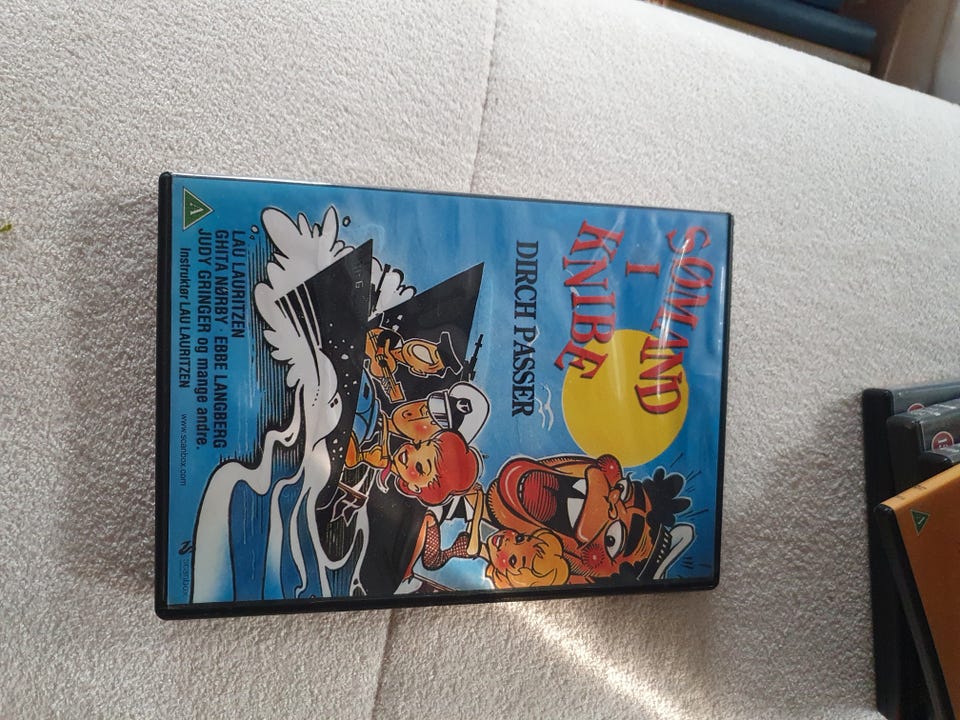 SØMAND
I
KNIBE
DIRCH PASSER
LAU LAURITZEN
GHITA NØRBY · EBBE LANGBERG
JUDY GRINGER og mange andre.
Instruktør LAU LAURITZEN
www.scanbox.com
scanbox
A
A